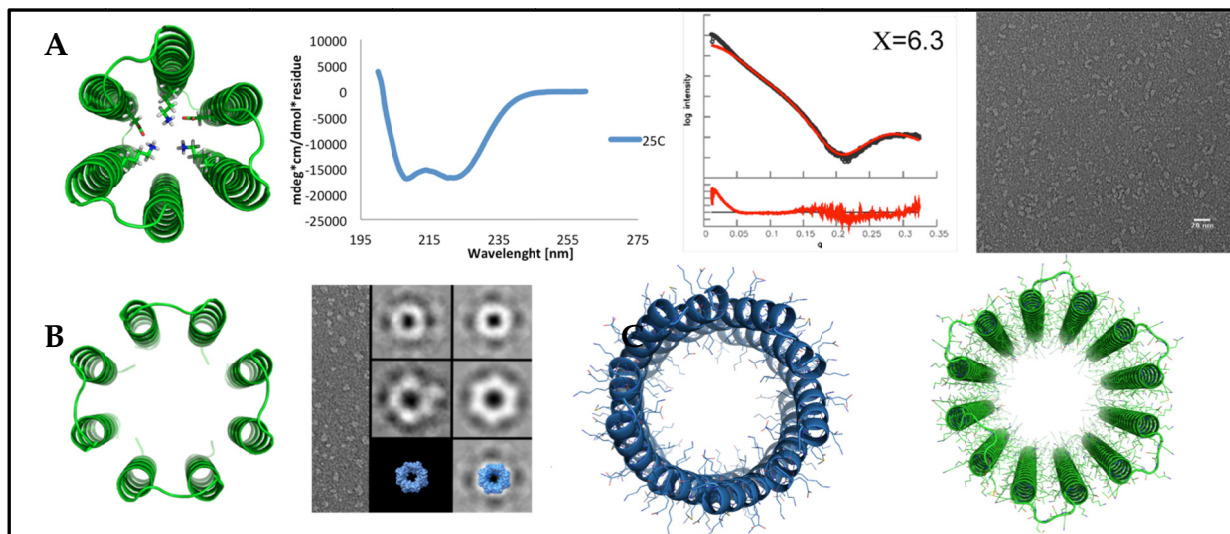 A
10000
5000
0
-5000
-10000
-15000
-20000
-25000
195
215
235
255
275
mdeg*cm/dmol*residue
Wavelenght [nm]
25C
X=6.3
log intensity
0
0.05
0.1
0.15
0.2
0.25
0.3
0.35
q
20 nm
B
C